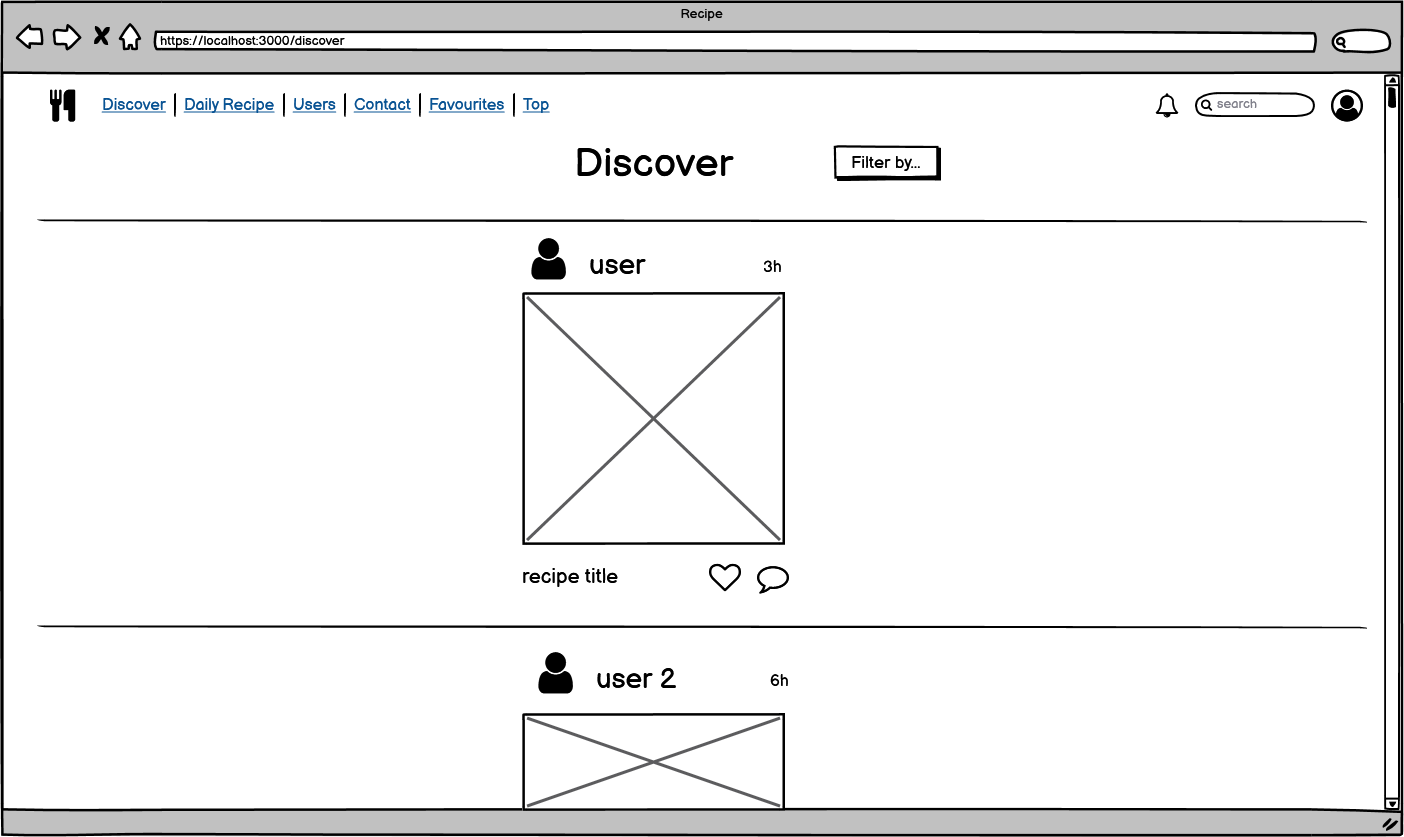 Recipe
https://localhost:3000/discover
Discover Daily Recipe Users Contact Favourites Top search
Discover Filter by...
user 3h
recipe title
user 2 6h